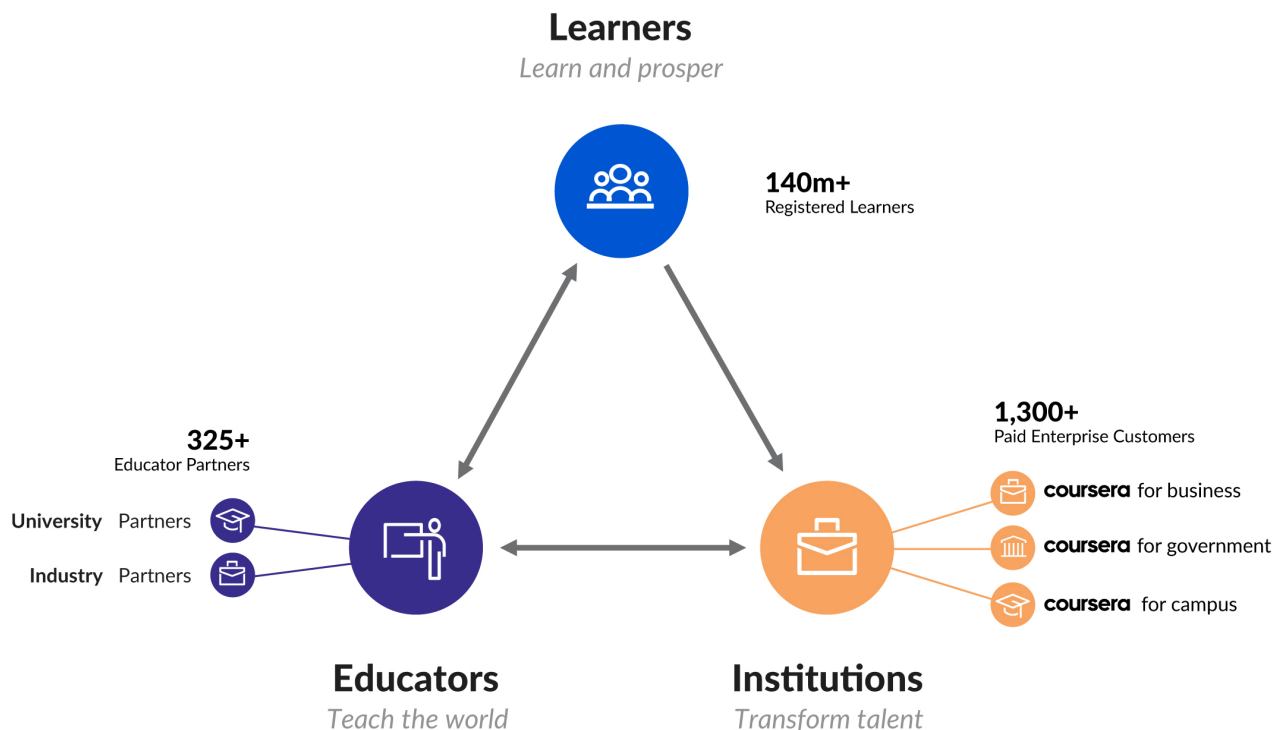 Learners
Learn and prosper
140m+
Registered Learners
325+
Educator Partners
University Partners
Industry Partners
1,300+
Paid Enterprise Customers
coursera for business
coursera for government
coursera for campus
Educators
Teach the world
Institutions
Transform talent